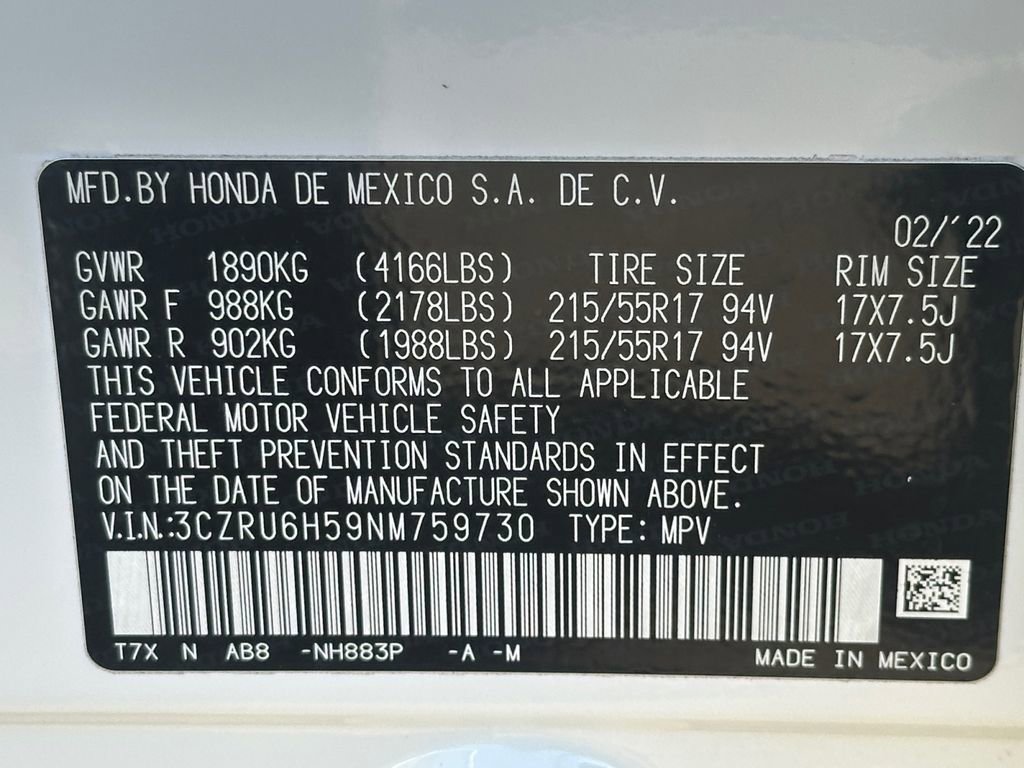 MFD.BY HONDA DE MEXICO S.A. DE C.V.
02/´22
GVWR 1890KG (4166LBS) TIRE SIZE RIM SIZE
GAWR F 988KG (2178LBS) 215/55R17 94V 17X7.5J
GAWR R 902KG (1988LBS) 215/55R17 94V 17X7.5J
THIS VEHICLE CONFORMS TO ALL APPLICABLE
FEDERAL MOTOR VEHICLE SAFETY
AND THEFT PREVENTION STANDARDS IN EFFECT
ON THE DATE OF MANUFACTURE SHOWN ABOVE.
V.I.N.:3CZRU6H59NM759730 TYPE: MPV
T7X N AB8 -NH883P -A -M
MADE IN MEXICO